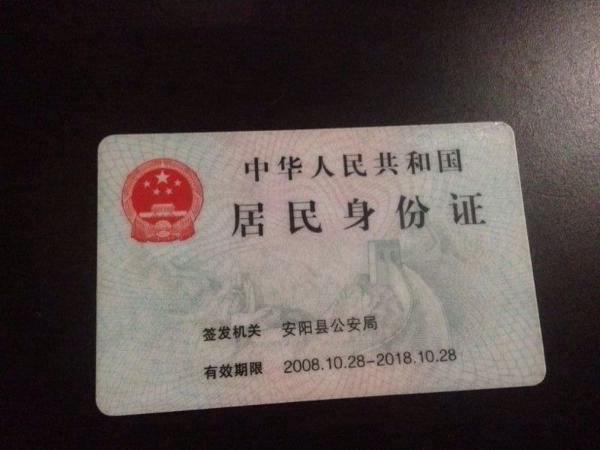 中华人民共和国
居民身份证
签发机关 安阳县公安局
有效期限 2008.10.28-2018.10.28